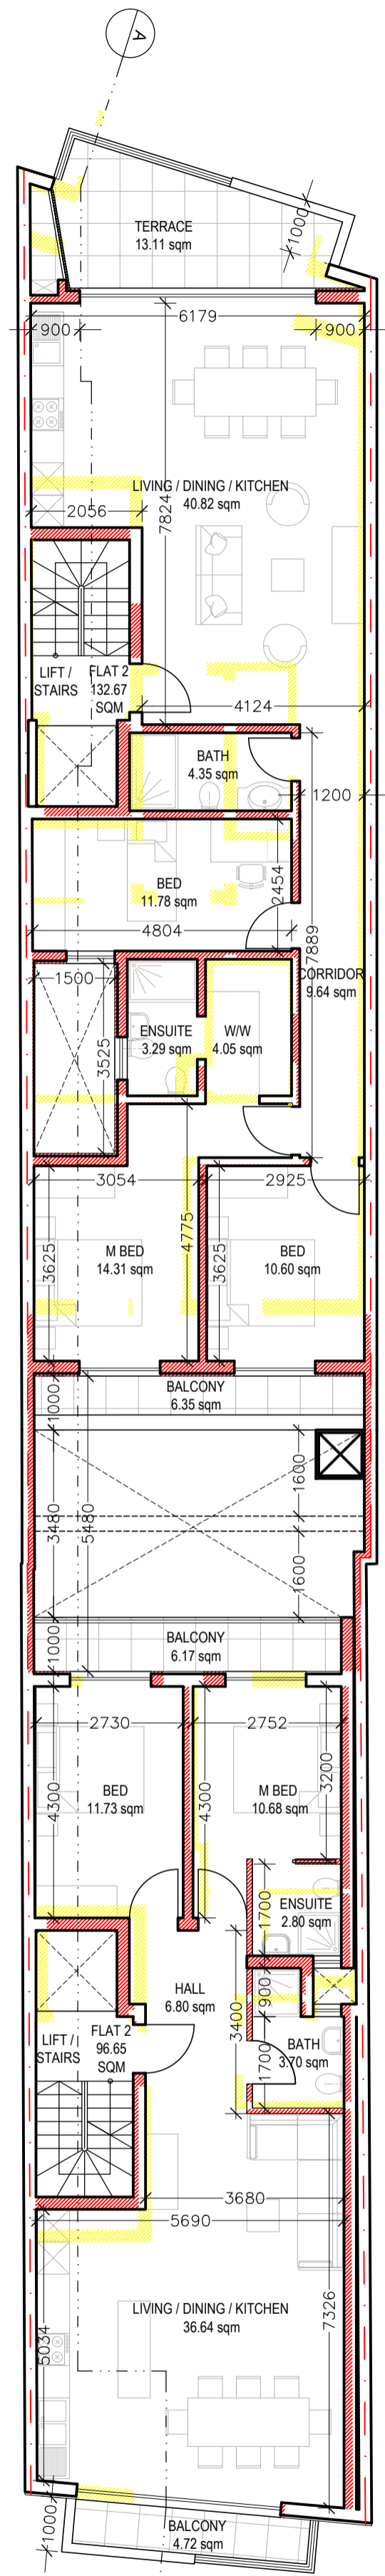 A
TERRACE
13.11 sqm
1000
6179
900
900
LIVING / DINING / KITCHEN
40.82 sqm
2056
7824
LIFT /
STAIRS
FLAT 2
132.67
SQM
4124
BATH
4.35 sqm
1200
BED
11.78 sqm
2454
4804
7889
CORRIDOR
9.64 sqm
1500
3525
ENSUITE
3.29 sqm
W/W
4.05 sqm
3054
2925
3625
4775
3625
M BED
14.31 sqm
BED
10.60 sqm
BALCONY
6.35 sqm
1000
3480
5480
1600
1600
1000
BALCONY
6.17 sqm
2730
2752
4300
4300
3200
BED
11.73 sqm
M BED
10.68 sqm
ENSUITE
2.80 sqm
1700
HALL
6.80 sqm
900
3400
LIFT /
STAIRS
FLAT 2
96.65
SQM
BATH
3.70 sqm
1700
3680
5690
LIVING / DINING / KITCHEN
36.64 sqm
5034
7326
1000
BALCONY
4.72 sqm